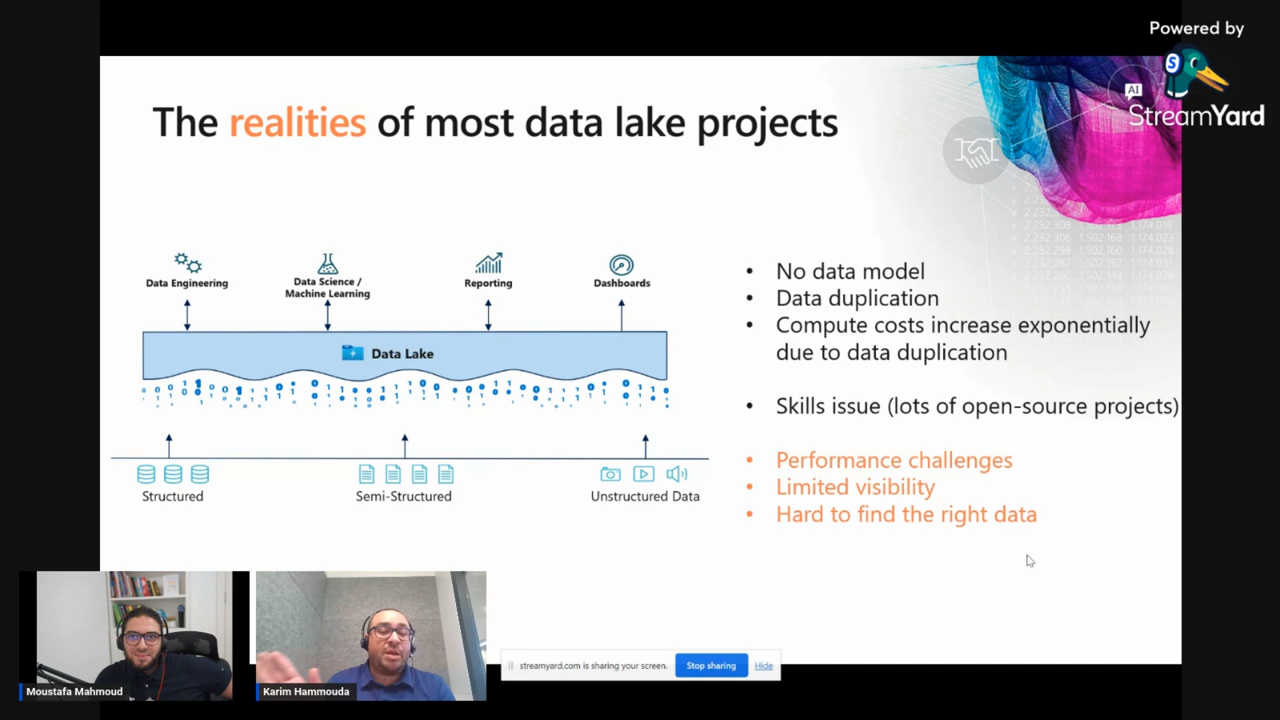 Powered by
S
AI
StreamYard
The realities of most data lake projects
Data Engineering
Data Science /
Machine Learning
Reporting
Dashboards
Data Lake
Structured
Semi-Structured
Unstructured Data
• No data model
• Data duplication
• Compute costs increase exponentially
due to data duplication
• Skills issue (lots of open-source projects)
• Performance challenges
• Limited visibility
• Hard to find the right data
streamyard.com is sharing your screen.
Stop sharing
Hide
Moustafa Mahmoud
Karim Hammouda